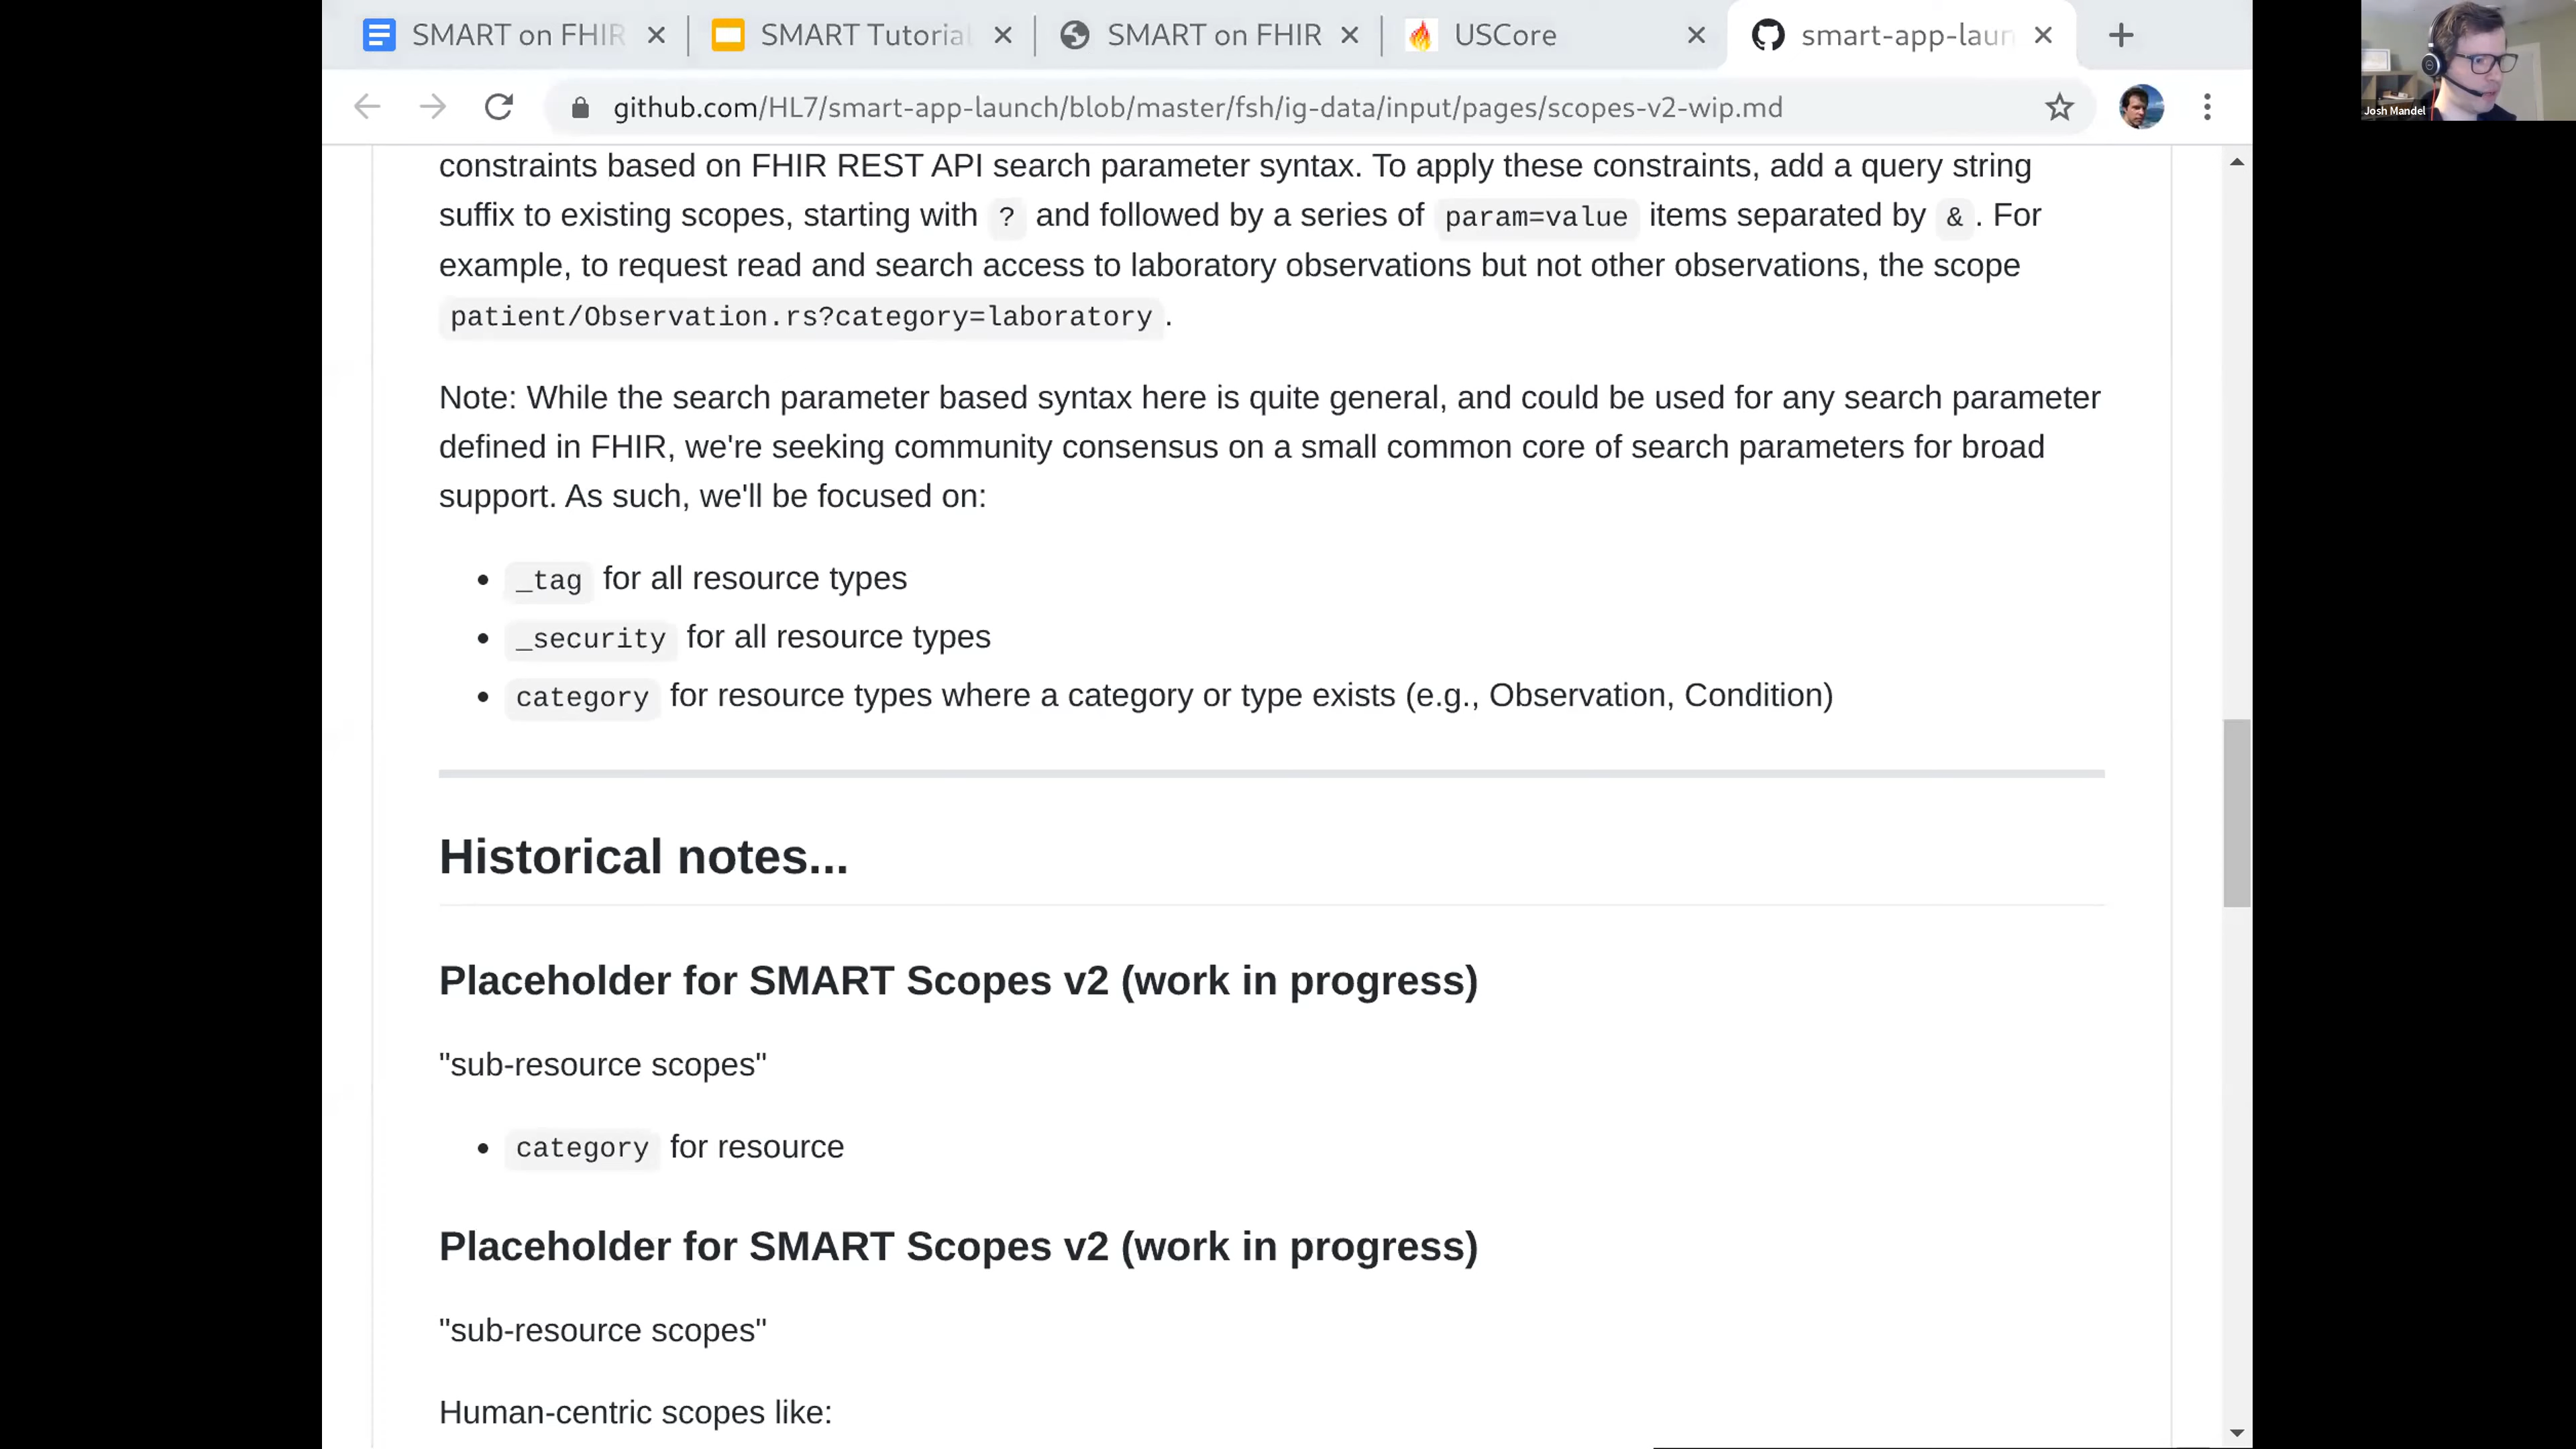 SMART on FHIR
SMART Tutorial
SMART on FHIR
USCore
smart-app-laun
github.com/HL7/smart-app-launch/blob/master/fsh/ig-data/input/pages/scopes-v2-wip.md
Josh Mandel
constraints based on FHIR REST API search parameter syntax. To apply these constraints, add a query string
suffix to existing scopes, starting with ? and followed by a series of param=value items separated by & . For
example, to request read and search access to laboratory observations but not other observations, the scope
patient/Observation.rs?category=laboratory .
Note: While the search parameter based syntax here is quite general, and could be used for any search parameter
defined in FHIR, we're seeking community consensus on a small common core of search parameters for broad
support. As such, we'll be focused on:
• _tag for all resource types
• _security for all resource types
• category for resource types where a category or type exists (e.g., Observation, Condition)
Historical notes...
Placeholder for SMART Scopes v2 (work in progress)
"sub-resource scopes"
• category for resource
Placeholder for SMART Scopes v2 (work in progress)
"sub-resource scopes"
Human-centric scopes like: